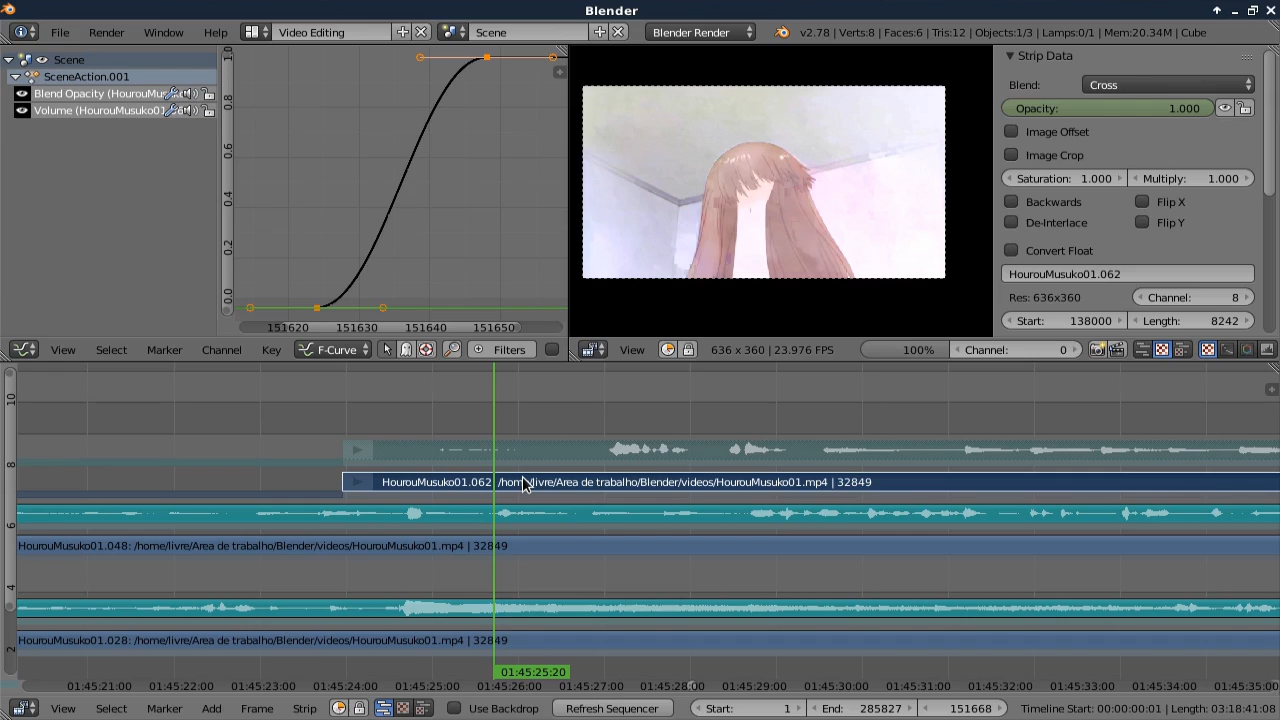 Blender
File Render Window Help Video Editing Scene Blender Render v2.78 | Verts:8 | Faces:6 | Tris:12 | Objects:1/3 | Lamps:0/1 | Mem:20.34M | Cube
Scene
SceneAction.001
Blend Opacity (HourouMus
Volume (HourouMusuko01
0.8
0.6
0.4
0.2
0.0
151620 151630 151640 151650
View Select Marker Channel Key F-Curve Filters
View 636 x 360 | 23.976 FPS 100% Channel: 0
Strip Data
Blend: Cross
Opacity: 1.000
Image Offset
Image Crop
Saturation: 1.000 Multiply: 1.000
Backwards Flip X
De-Interlace Flip Y
Convert Float
HourouMusuko01.062
Res: 636x360 Channel: 8
Start: 138000 Length: 8242
10
8
HourouMusuko01.062: /home/livre/Area de trabalho/Blender/videos/HourouMusuko01.mp4 | 32849
6
HourouMusuko01.048: /home/livre/Area de trabalho/Blender/videos/HourouMusuko01.mp4 | 32849
4
HourouMusuko01.028: /home/livre/Area de trabalho/Blender/videos/HourouMusuko01.mp4 | 32849
2
01:45:25:20
01:45:21:00 01:45:22:00 01:45:23:00 01:45:24:00 01:45:25:00 01:45:26:00 01:45:27:00 01:45:28:00 01:45:29:00 01:45:30:00 01:45:31:00 01:45:32:00 01:45:33:00 01:45:34:00 01:45:35:00
View Select Marker Add Frame Strip Use Backdrop Refresh Sequencer Start: 1 End: 285827 151668 Timeline Start: 00:00:00:01 | Length: 03:18:41:08